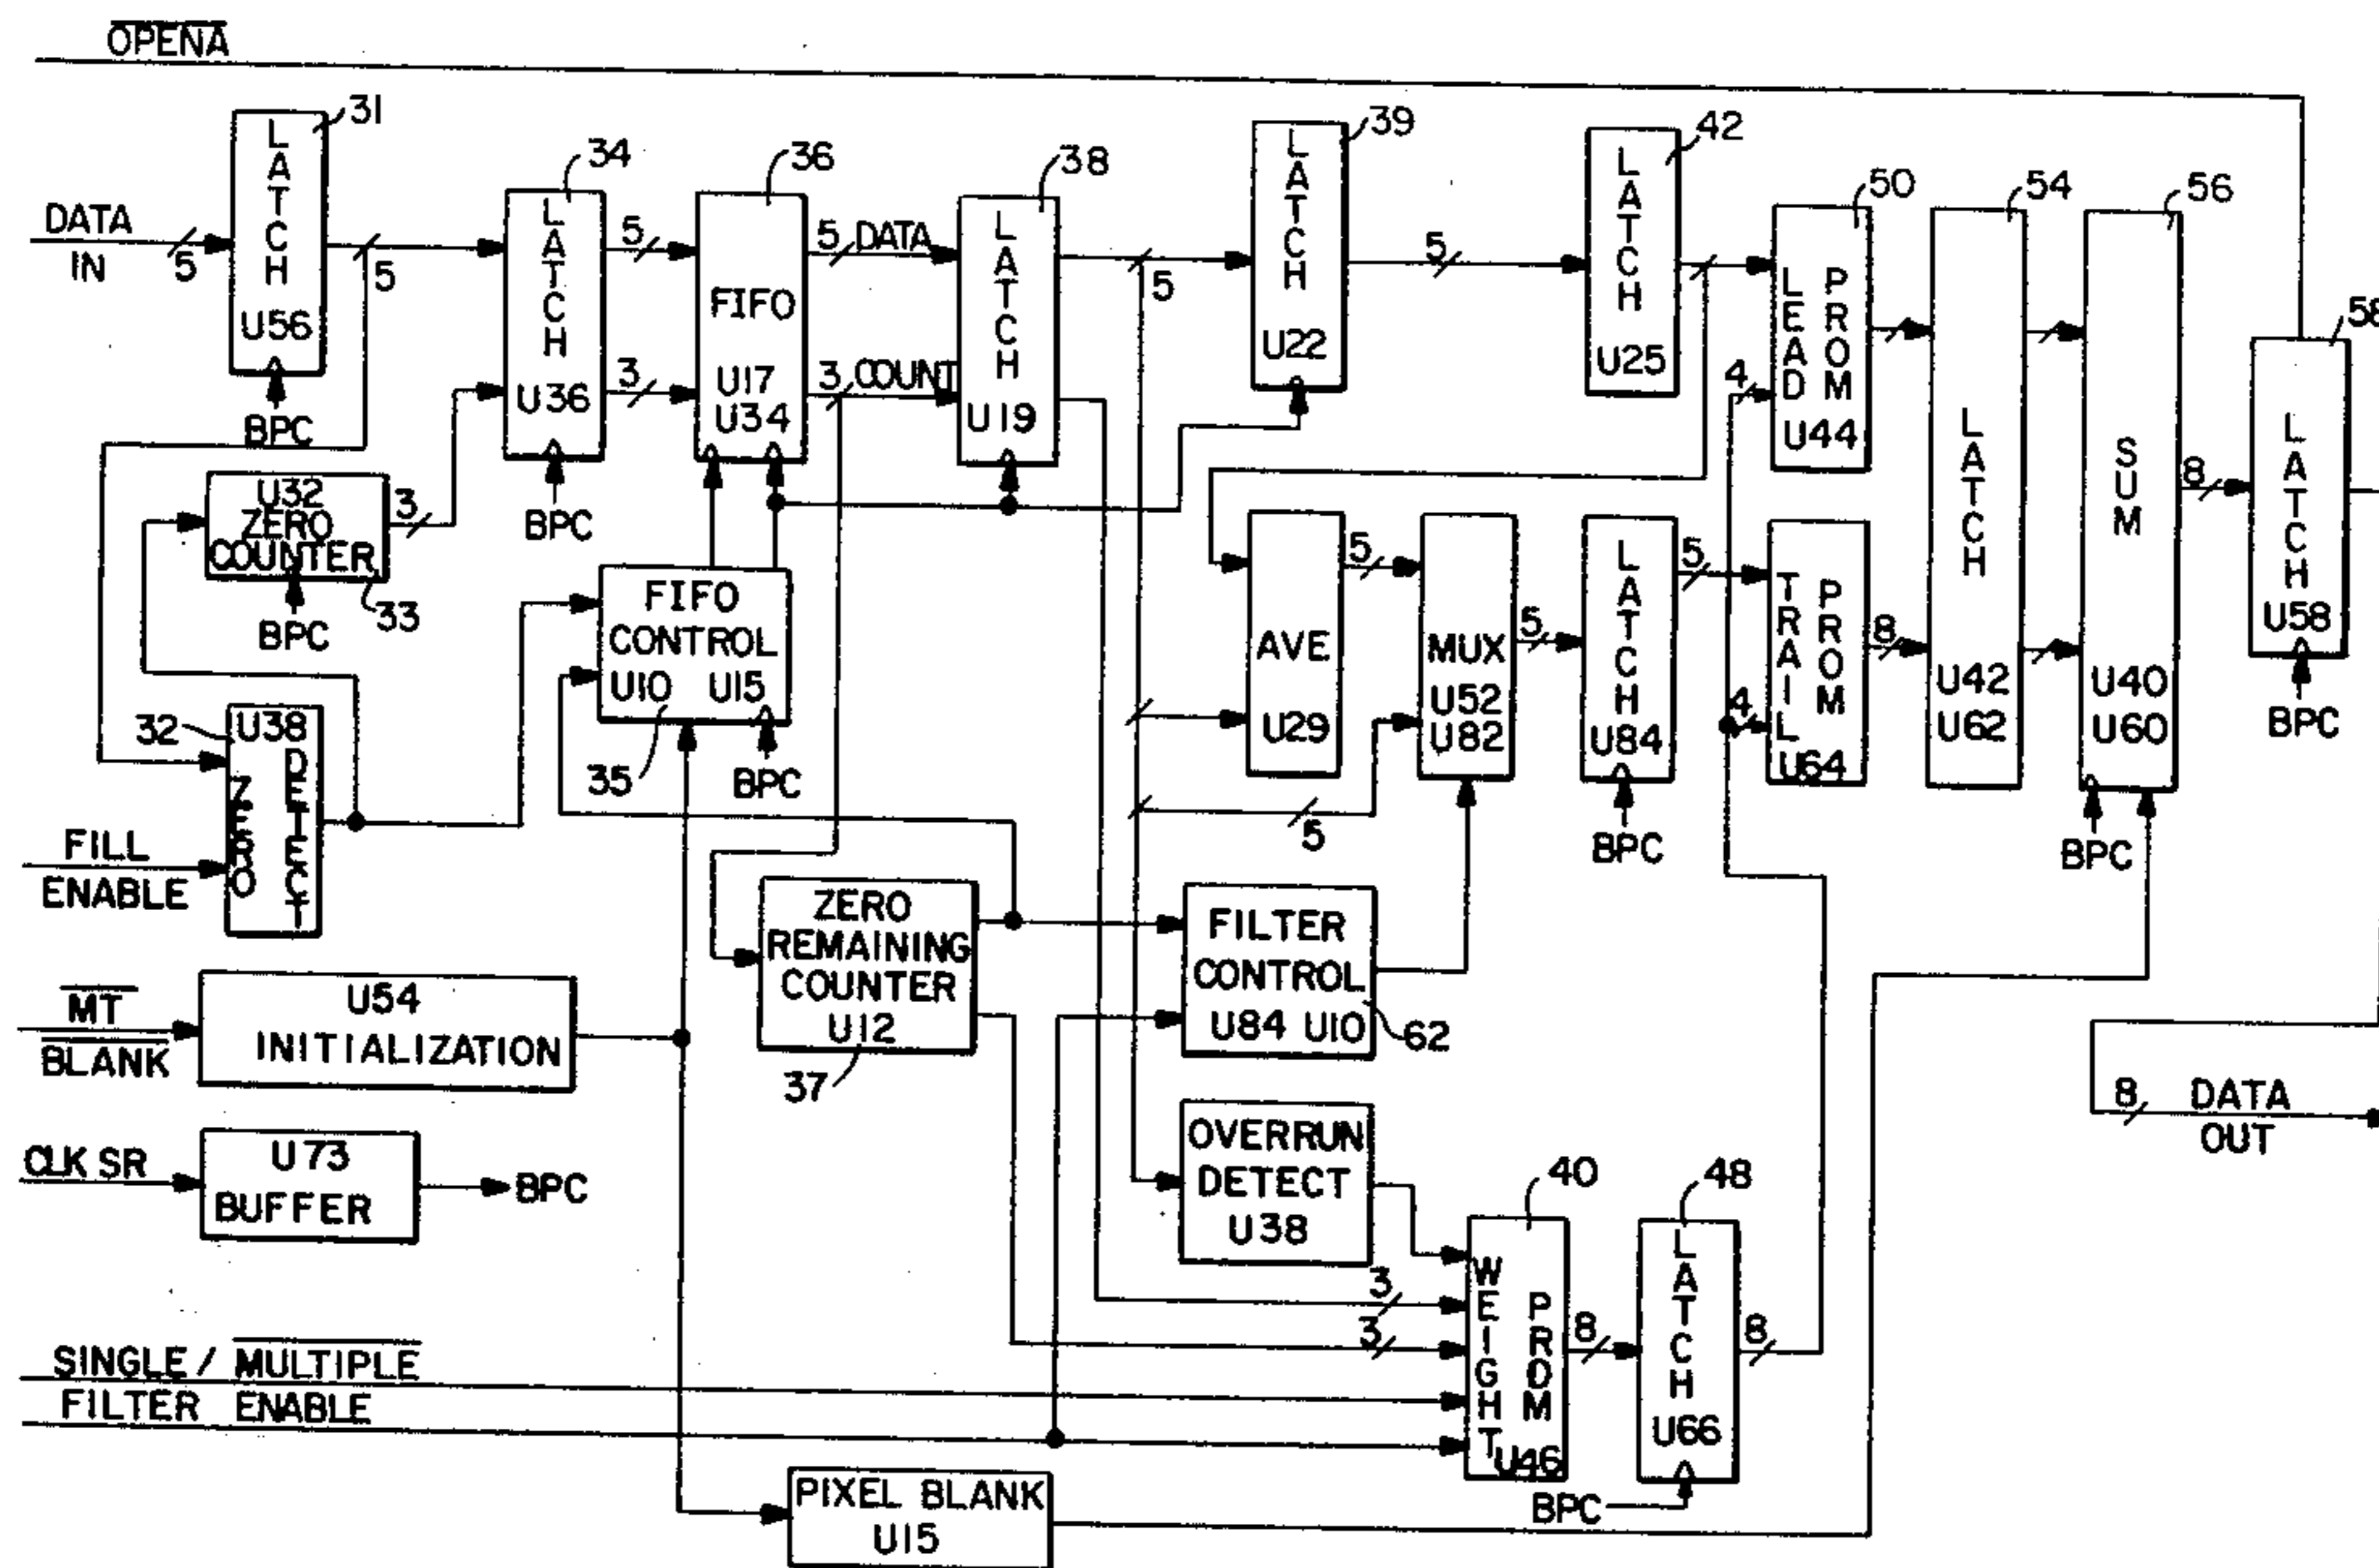 OPENA
31
LATCH
U56
BPC
DATA
IN
5
5
34
LATCH
U36
BPC
5
3
36
FIFO
U17
U34
5 DATA
3 COUNT
38
LATCH
U19
5
39
LATCH
U22
5
42
LATCH
U25
50
LEAD PROM
U44
4
54
LATCH
U42
U62
56
SUM
U40
U60
BPC
8
58
LATCH
U58
BPC
U32
ZERO
COUNTER
3
33
BPC
FIFO
CONTROL
U10 U15
35
BPC
AVE
U29
5
MUX
U52
U82
5
5
LATCH
U84
BPC
5
TRAIL PROM
U64
4
8
32
U38
ZERO DETECT
FILL
ENABLE
ZERO
REMAINING
COUNTER
U12
37
FILTER
CONTROL
U84 U10
62
MT
BLANK
U54
INITIALIZATION
8 DATA
OUT
CLK SR
U73
BUFFER
BPC
OVERRUN
DETECT
U38
40
WEIGHT PROM
U46
3
3
8
48
LATCH
U66
8
BPC
SINGLE / MULTIPLE
FILTER ENABLE
PIXEL BLANK
U15